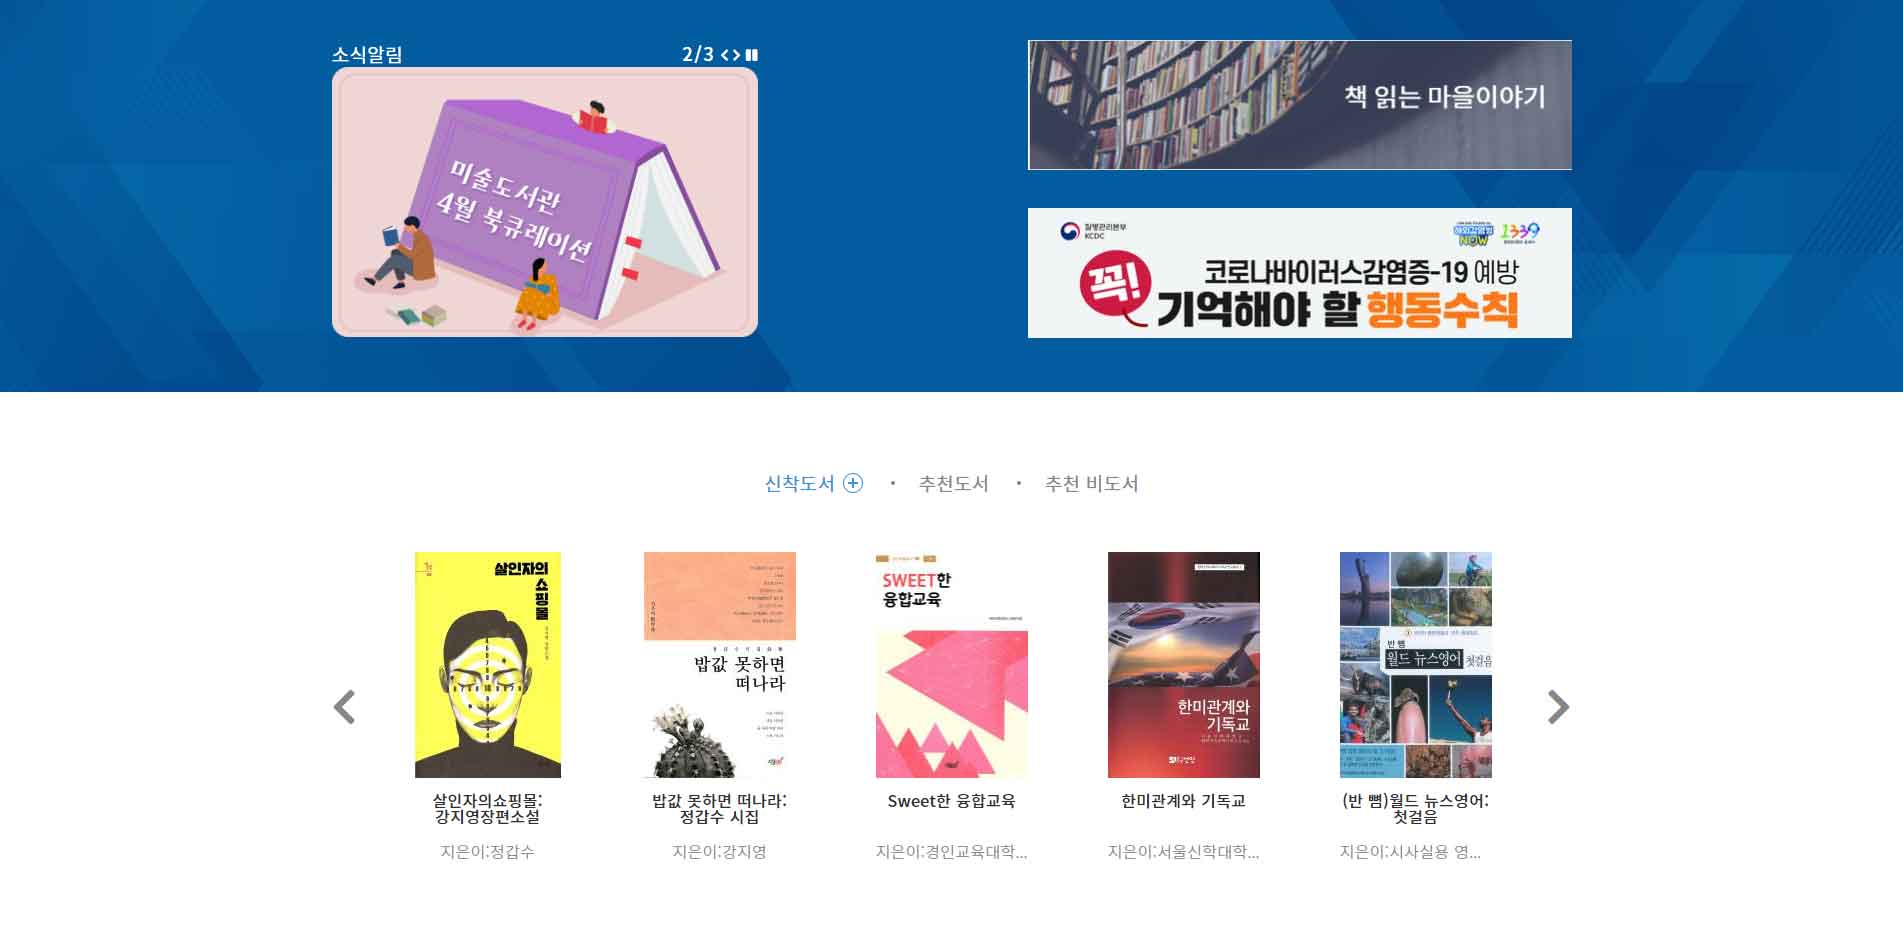 소식알림
2/3
미술도서관
4월 북큐레이션
책 읽는 마을이야기
질병관리본부
KCDC
해외감염병
NOW
1339
코로나바이러스감염증-19 예방
꼭!
기억해야 할 행동수칙
신착도서
추천도서
추천 비도서
살인자의
쇼
핑
몰
밥값 못하면
떠나라
SWEET한
융합교육
한미관계와
기독교
반 뼘
월드 뉴스영어 첫걸음
살인자의쇼핑몰:
강지영장편소설
지은이:정갑수
밥값 못하면 떠나라:
정갑수 시집
지은이:강지영
Sweet한 융합교육
지은이:경인교육대학...
한미관계와 기독교
지은이:서울신학대학...
(반 뼘)월드 뉴스영어:
첫걸음
지은이:시사실용 영...